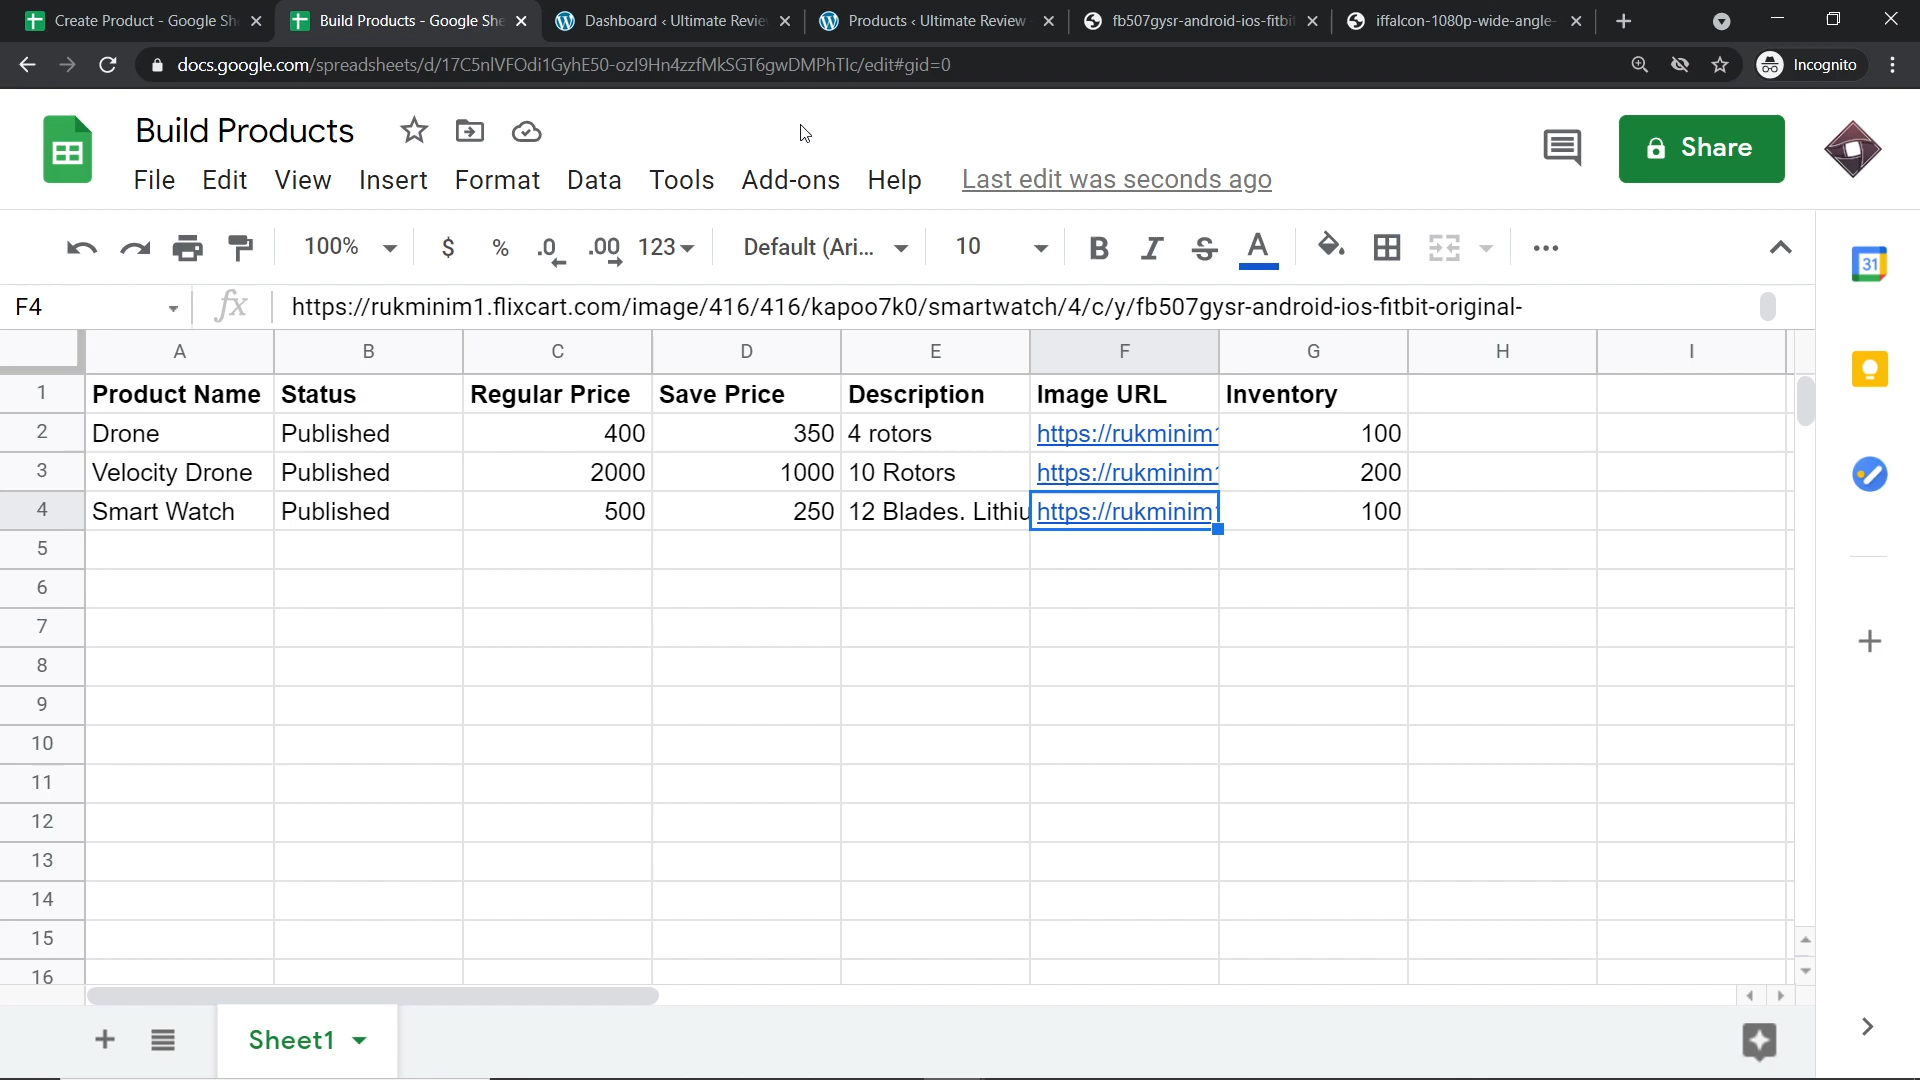 Create Product - Google Sh
Build Products - Google She
Dashboard ‹ Ultimate Revie
Products ‹ Ultimate Review
fb507gysr-android-ios-fitbi
iffalcon-1080p-wide-angle-
docs.google.com/spreadsheets/d/17C5nlVFOdi1GyhE50-ozI9Hn4zzfMkSGT6gwDMPhTlc/edit#gid=0
Incognito
Build Products
File Edit View Insert Format Data Tools Add-ons Help Last edit was seconds ago
Share
31
100% $ % .0 .00 123 Default (Ari... 10 B I S A
F4 fx https://rukminim1.flixcart.com/image/416/416/kapoo7k0/smartwatch/4/c/y/fb507gysr-android-ios-fitbit-original-
A B C D E F G H I
1 Product Name Status Regular Price Save Price Description Image URL Inventory
2 Drone Published 400 350 4 rotors https://rukminim1 100
3 Velocity Drone Published 2000 1000 10 Rotors https://rukminim1 200
4 Smart Watch Published 500 250 12 Blades. Lithiu https://rukminim1 100
5
6
7
8
9
10
11
12
13
14
15
16
Sheet1